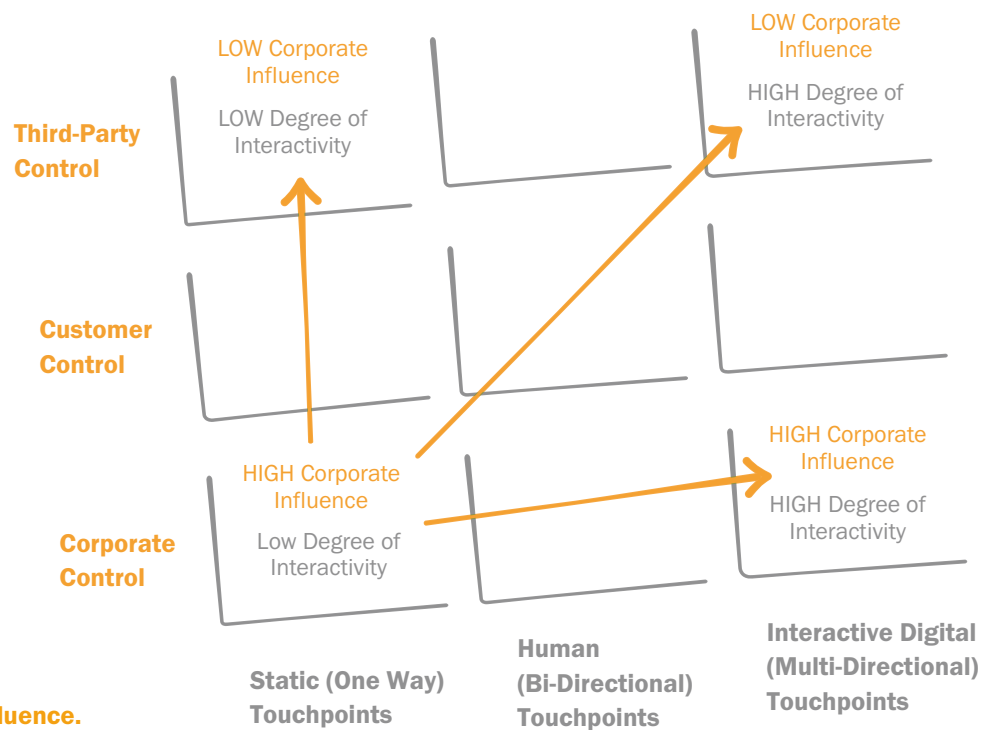 LOW Corporate
Influence
LOW Degree of
Interactivity
LOW Corporate
Influence
HIGH Degree of
Interactivity
Third-Party
Control
Customer
Control
HIGH Corporate
Influence
Low Degree of
Interactivity
HIGH Corporate
Influence
HIGH Degree of
Interactivity
Corporate
Control
Static (One Way)
Touchpoints
Human
(Bi-Directional)
Touchpoints
Interactive Digital
(Multi-Directional)
Touchpoints
luence.